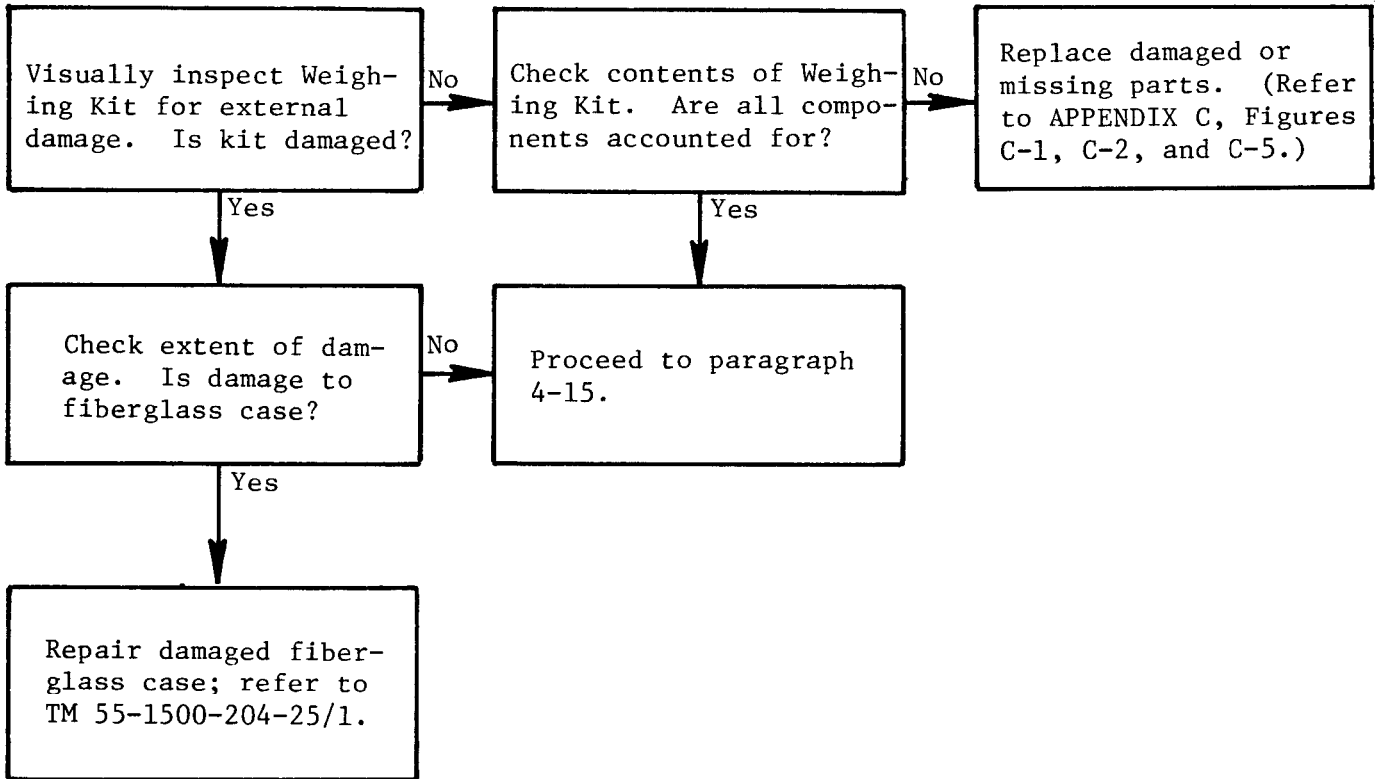 Visually inspect Weigh-
ing Kit for external
damage.  Is kit damaged?
No
Check contents of Weigh-
ing Kit.  Are all compo-
nents accounted for?
No
Replace damaged or
missing parts.  (Refer
to APPENDIX C, Figures
C-1, C-2, and C-5.)
Yes
Yes
Check extent of dam-
age.  Is damage to
fiberglass case?
No
Proceed to paragraph
4-15.
Yes
Repair damaged fiber-
glass case; refer to
TM 55-1500-204-25/1.